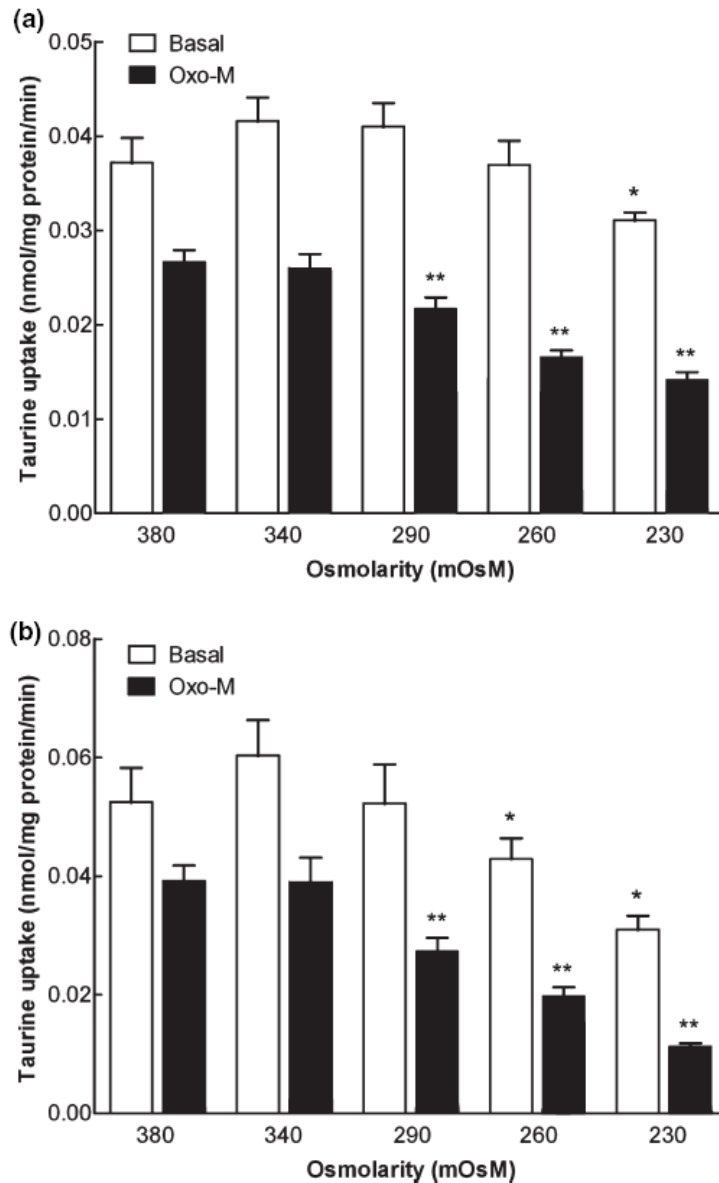 (a)
0.05
Basal
Oxo-M
0.04
0.03
0.02
0.01
0.00
Taurine uptake (nmol/mg protein/min)
*
**
**
**
380 340 290 260 230
Osmolarity (mOsM)
(b)
0.08
Basal
Oxo-M
0.06
0.04
0.02
0.00
Taurine uptake (nmol/mg protein/min)
*
*
**
**
**
380 340 290 260 230
Osmolarity (mOsM)